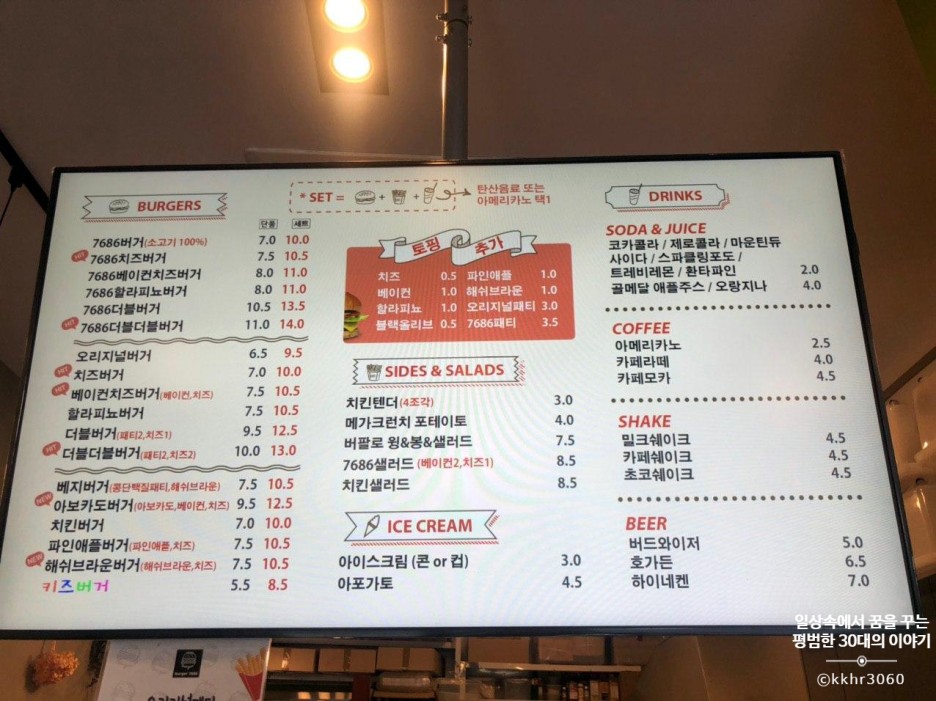 BURGERS
단품 세트
7686버거(소고기 100%) 7.0 10.0
HIT 7686치즈버거 7.5 10.5
7686베이컨치즈버거 8.0 11.0
7686할라피뇨버거 8.0 11.0
7686더블버거 10.5 13.5
HIT 7686더블더블버거 11.0 14.0
오리지널버거 6.5 9.5
HIT 치즈버거 7.0 10.0
HIT 베이컨치즈버거(베이컨,치즈) 7.5 10.5
할라피뇨버거 7.5 10.5
더블버거(패티2,치즈1) 9.5 12.5
HIT 더블더블버거(패티2,치즈2) 10.0 13.0
베지버거(콩단백질패티,해쉬브라운) 7.5 10.5
NEW 아보카도버거(아보카도,베이컨,치즈) 9.5 12.5
치킨버거 7.0 10.0
파인애플버거(파인애플,치즈) 7.5 10.5
NEW 해쉬브라운버거(해쉬브라운,치즈) 7.5 10.5
키즈버거 5.5 8.5
* SET = + + 탄산음료 또는
아메리카노 택1
토핑 추가
치즈 0.5 파인애플 1.0
베이컨 1.0 해쉬브라운 1.0
할라피뇨 1.0 오리지널패티 3.0
블랙올리브 0.5 7686패티 3.5
SIDES & SALADS
치킨텐더(4조각) 3.0
메가크런치 포테이토 4.0
버팔로 윙&봉&샐러드 7.5
7686샐러드 (베이컨2,치즈1) 8.5
치킨샐러드 8.5
ICE CREAM
아이스크림 (콘 or 컵) 3.0
아포가토 4.5
DRINKS
SODA & JUICE
코카콜라 / 제로콜라 / 마운틴듀
사이다 / 스파클링포도 /
트레비레몬 / 환타파인 2.0
골메달 애플주스 / 오랑지나 4.0
COFFEE
아메리카노 2.5
카페라떼 4.0
카페모카 4.5
SHAKE
밀크쉐이크 4.5
카페쉐이크 4.5
초코쉐이크 4.5
BEER
버드와이저 5.0
호가든 6.5
하이네켄 7.0
일상속에서 꿈을 꾸는
평범한 30대의 이야기
©kkhr3060